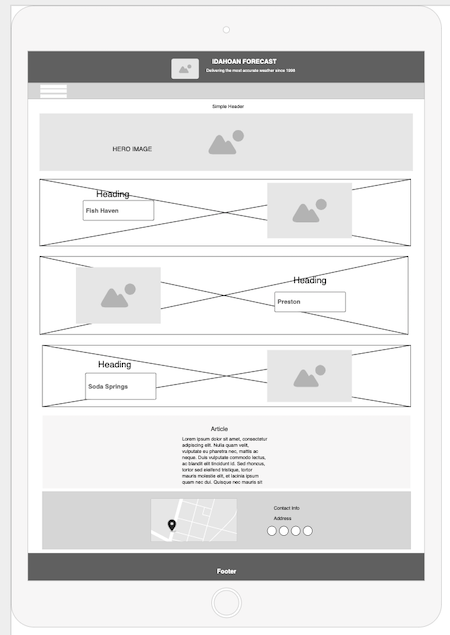 IDAHOAN FORECAST
Delivering the most accurate weather since 1999
Simple Header
HERO IMAGE
Heading
Fish Haven
Heading
Preston
Heading
Soda Springs
Article
Lorem ipsum dolor sit amet, consectetur
adipiscing elit. Nulla quam velit,
vulputate eu pharetra nec, mattis ac
neque. Duis vulputate commodo lectus,
ac blandit elit tincidunt id. Sed rhoncus,
tortor sed eleifend tristique, tortor
mauris molestie elit, et lacinia ipsum
quam nec dui. Quisque nec mauris sit
Contact Info
Address
Footer